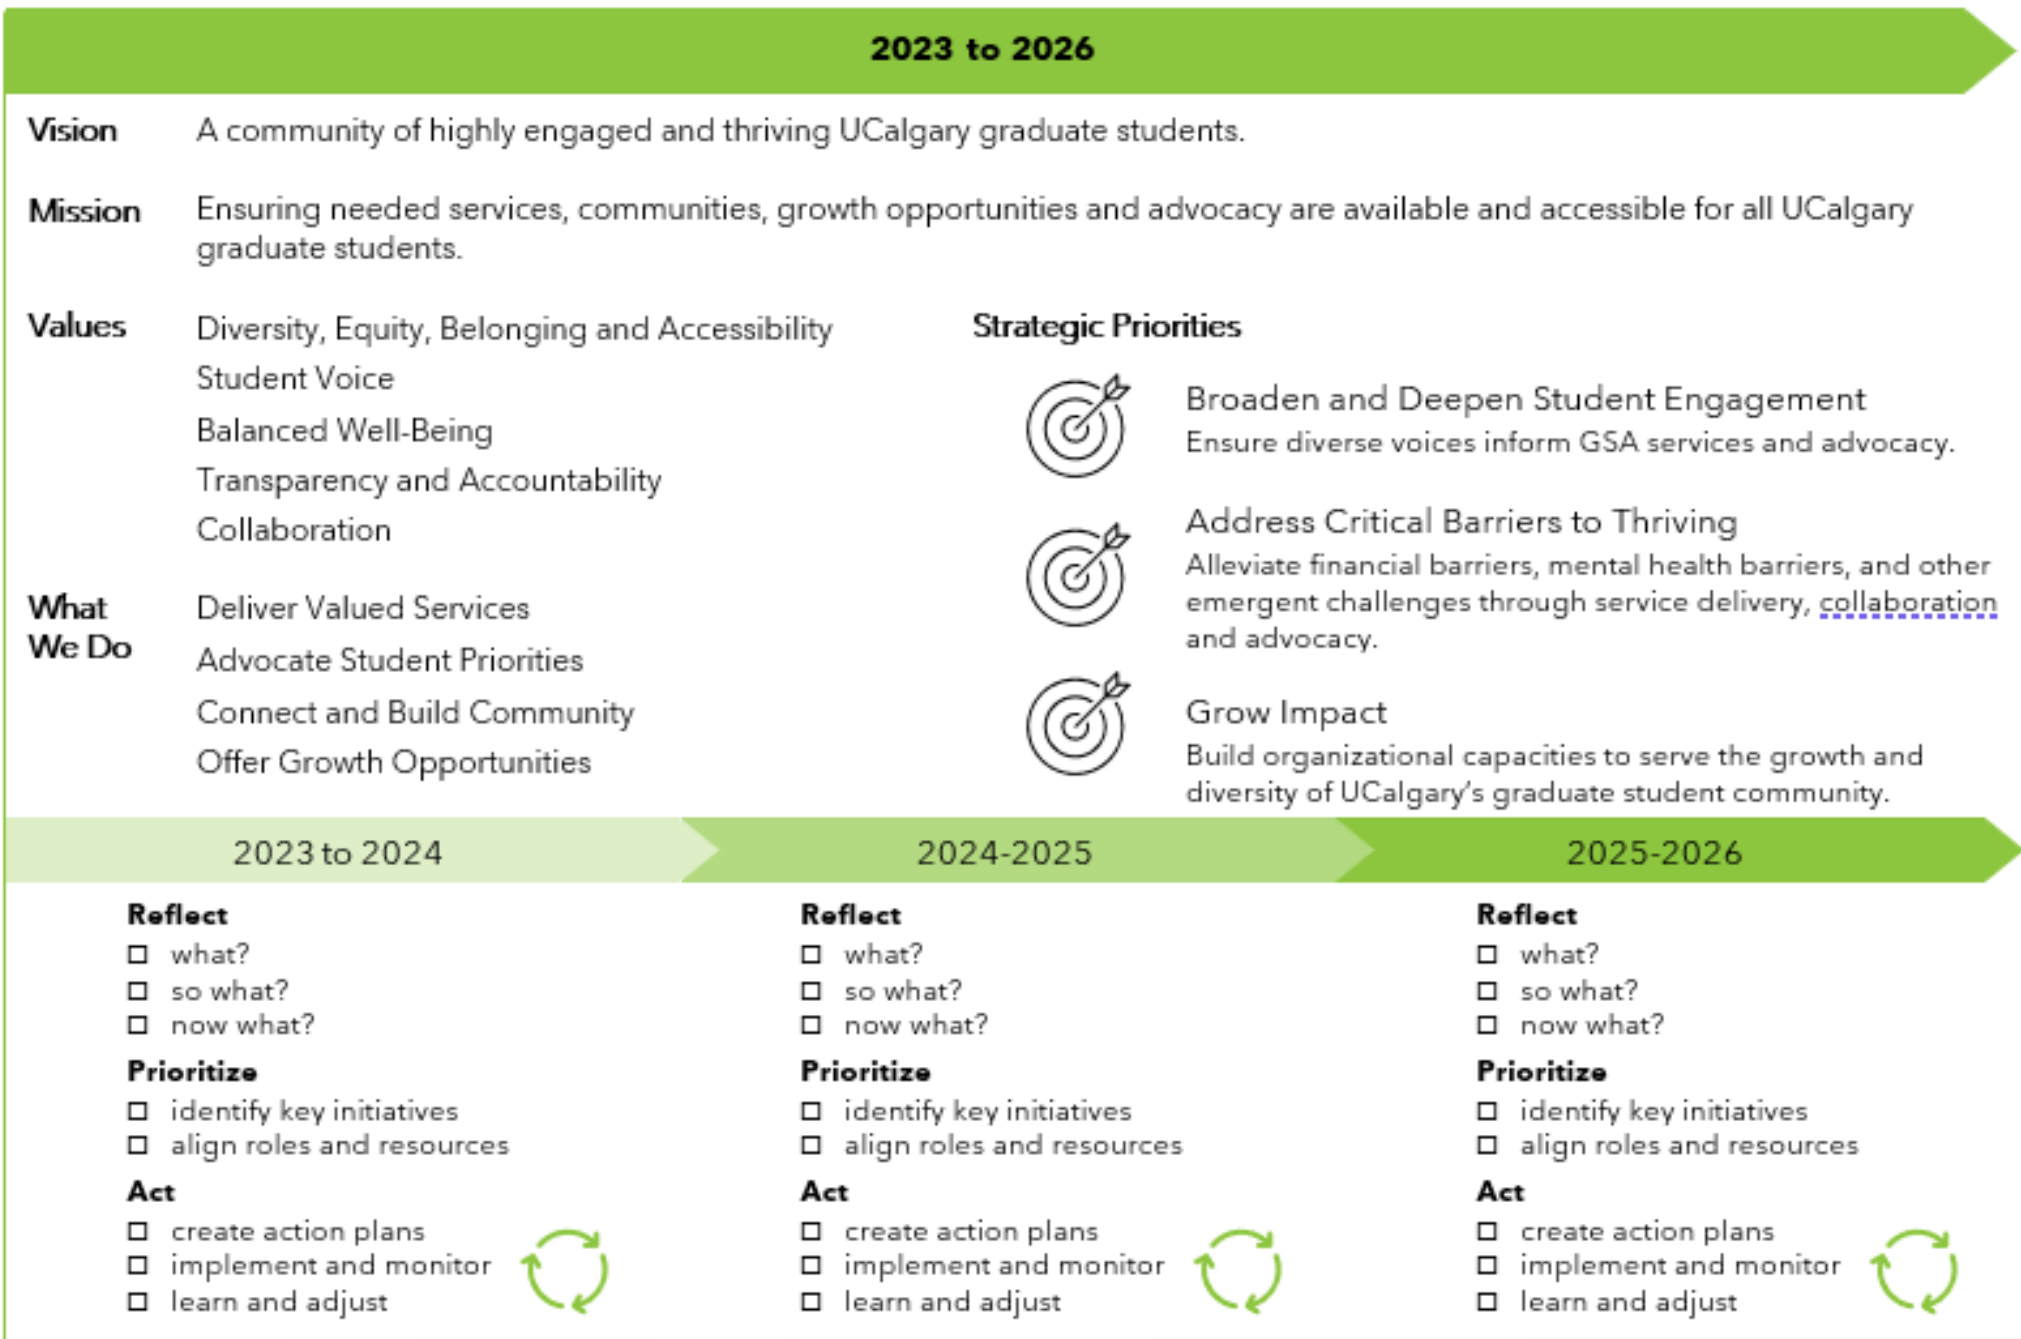 2023 to 2026
Vision
A community of highly engaged and thriving UCalgary graduate students.
Mission
Ensuring needed services, communities, growth opportunities and advocacy are available and accessible for all UCalgary
graduate students.
Values
Diversity, Equity, Belonging and Accessibility
Student Voice
Balanced Well-Being
Transparency and Accountability
Collaboration
What
We Do
Deliver Valued Services
Advocate Student Priorities
Connect and Build Community
Offer Growth Opportunities
Strategic Priorities
Broaden and Deepen Student Engagement
Ensure diverse voices inform GSA services and advocacy.
Address Critical Barriers to Thriving
Alleviate financial barriers, mental health barriers, and other
emergent challenges through service delivery, collaboration
and advocacy.
Grow Impact
Build organizational capacities to serve the growth and
diversity of UCalgary's graduate student community.
2023 to 2024
Reflect
☐ what?
☐ so what?
☐ now what?
Prioritize
☐ identify key initiatives
☐ align roles and resources
Act
☐ create action plans
☐ implement and monitor
☐ learn and adjust
2024-2025
Reflect
☐ what?
☐ so what?
☐ now what?
Prioritize
☐ identify key initiatives
☐ align roles and resources
Act
☐ create action plans
☐ implement and monitor
☐ learn and adjust
2025-2026
Reflect
☐ what?
☐ so what?
☐ now what?
Prioritize
☐ identify key initiatives
☐ align roles and resources
Act
☐ create action plans
☐ implement and monitor
☐ learn and adjust